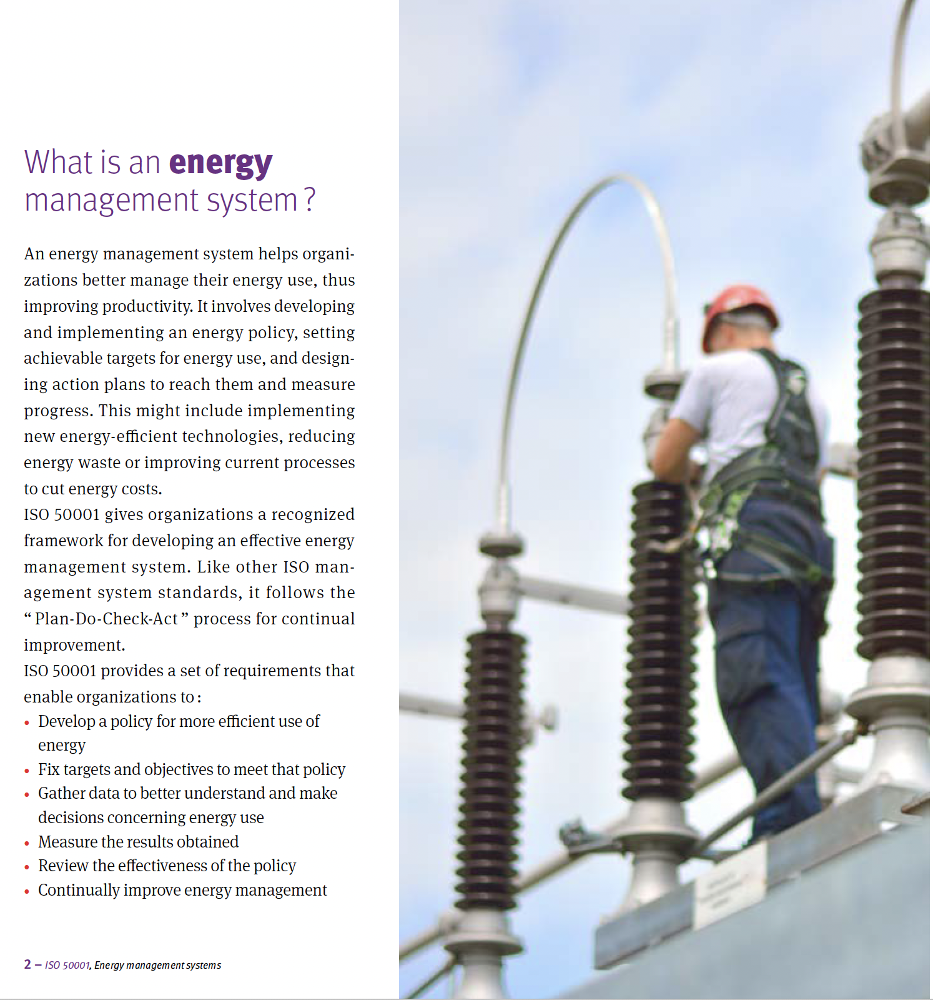 What is an energy
management system ?
An energy management system helps organi-
zations better manage their energy use, thus
improving productivity. It involves developing
and implementing an energy policy, setting
achievable targets for energy use, and design-
ing action plans to reach them and measure
progress. This might include implementing
new energy-efficient technologies, reducing
energy waste or improving current processes
to cut energy costs.
ISO 50001 gives organizations a recognized
framework for developing an effective energy
management system. Like other ISO man-
agement system standards, it follows the
“ Plan-Do-Check-Act ” process for continual
improvement.
ISO 50001 provides a set of requirements that
enable organizations to :
• Develop a policy for more efficient use of
energy
• Fix targets and objectives to meet that policy
• Gather data to better understand and make
decisions concerning energy use
• Measure the results obtained
• Review the effectiveness of the policy
• Continually improve energy management
2 – ISO 50001, Energy management systems